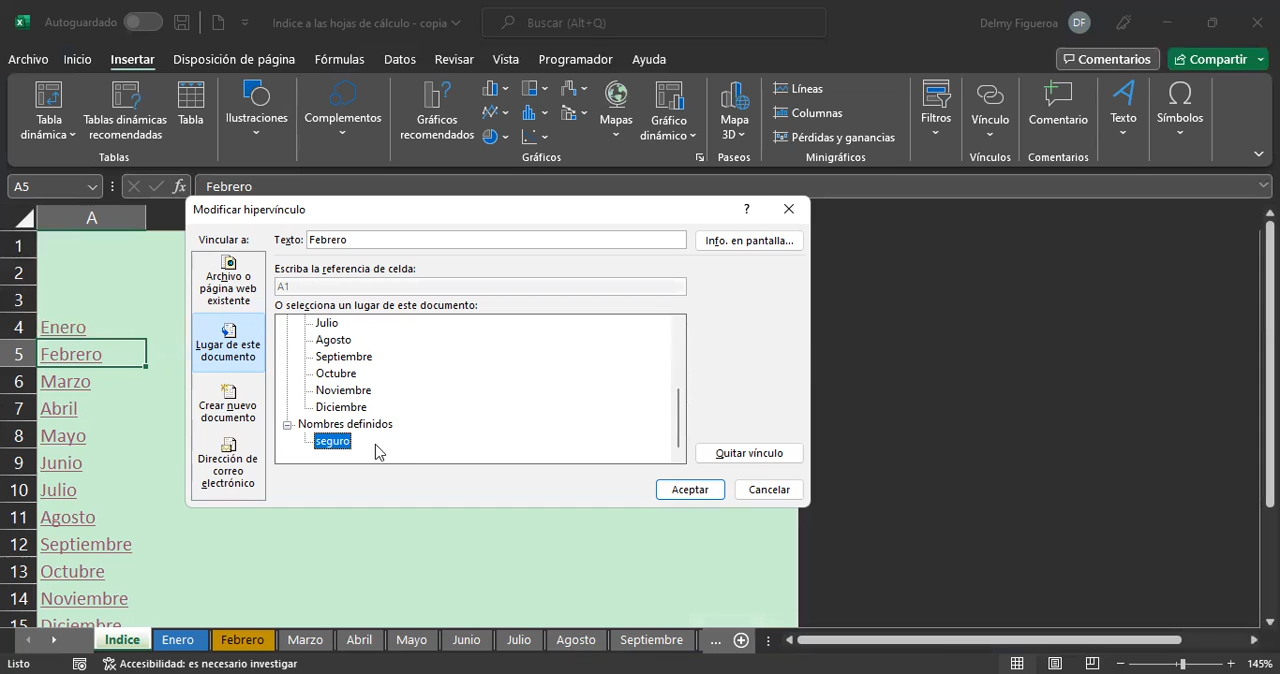 Autoguardado
Indice a las hojas de cálculo - copia
Buscar (Alt+Q)
Delmy Figueroa
DF
Archivo Inicio Insertar Disposición de página Fórmulas Datos Revisar Vista Programador Ayuda
Comentarios
Compartir
Tabla
dinámica
Tablas dinámicas
recomendadas
Tabla
Tablas
Ilustraciones
Complementos
Gráficos
recomendados
Mapas
Gráfico
dinámico
Gráficos
Mapa
3D
Paseos
Líneas
Columnas
Pérdidas y ganancias
Minigráficos
Filtros
Vínculo
Vínculos
Comentario
Comentarios
Texto
Símbolos
A5
fx
Febrero
A
Modificar hipervínculo
?
Vincular a:
Texto: Febrero
Info. en pantalla...
Archivo o
página web
existente
Lugar de este
documento
Crear nuevo
documento
Dirección de
correo
electrónico
Escriba la referencia de celda:
A1
O selecciona un lugar de este documento:
Julio
Agosto
Septiembre
Octubre
Noviembre
Diciembre
Nombres definidos
seguro
Quitar vínculo
Aceptar
Cancelar
1
2
3
4 Enero
5 Febrero
6 Marzo
7 Abril
8 Mayo
9 Junio
10 Julio
11 Agosto
12 Septiembre
13 Octubre
14 Noviembre
15 Diciembre
Indice Enero Febrero Marzo Abril Mayo Junio Julio Agosto Septiembre ...
Listo
Accesibilidad: es necesario investigar
145%